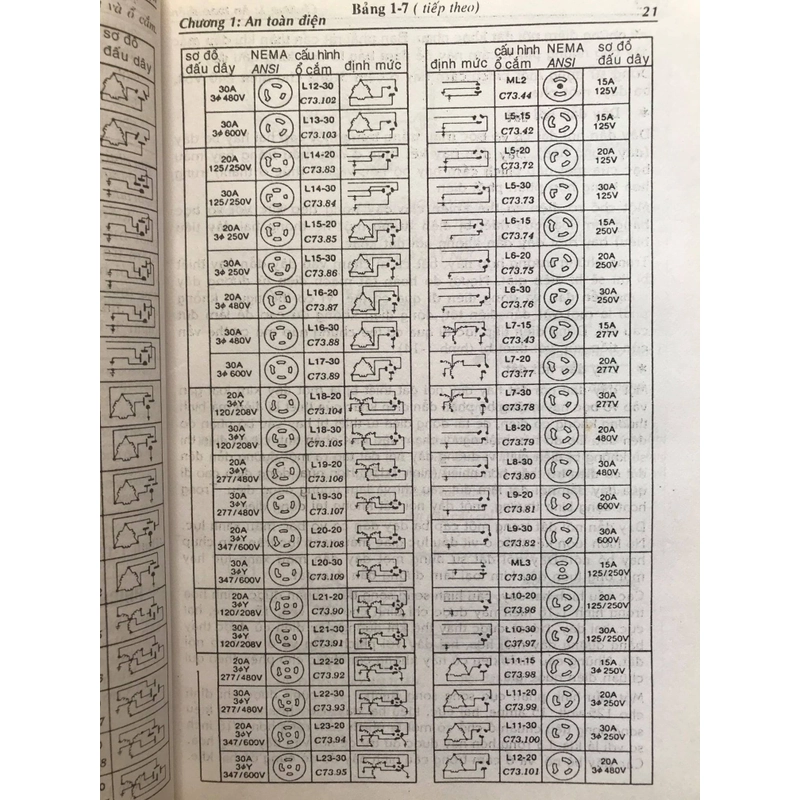 và ổ cắm.
sơ đồ
đấu dây
Chương 1: An toàn điện
Bảng 1-7 ( tiếp theo)
21
sơ đồ NEMA cấu hình
đấu dây ANSI ổ cắm định mức
30A L12-30
3ϕ 480V C73.102
30A L13-30
3ϕ 600V C73.103
20A L14-20
125/250V C73.83
30A L14-30
125/250V C73.84
20A L15-20
3ϕ 250V C73.85
30A L15-30
3ϕ 250V C73.86
20A L16-20
3ϕ 480V C73.87
30A L16-30
3ϕ 480V C73.88
30A L17-30
3ϕ 600V C73.89
20A L18-20
3ϕY C73.104
120/208V
30A L18-30
3ϕY C73.105
120/208V
20A L19-20
3ϕY C73.106
277/480V
30A L19-30
3ϕY C73.107
277/480V
20A L20-20
3ϕY C73.108
347/600V
30A L20-30
3ϕY C73.109
347/600V
20A L21-20
3ϕY C73.90
120/208V
30A L21-30
3ϕY C73.91
120/208V
20A L22-20
3ϕY C73.92
277/480V
30A L22-30
3ϕY C73.93
277/480V
20A L23-20
3ϕY C73.94
347/600V
30A L23-30
3ϕY C73.95
347/600V
cấu hình NEMA sơ đồ
định mức ổ cắm ANSI đấu dây
ML2 15A
C73.44 125V
L5-15 15A
C73.42 125V
L5-20 20A
C73.72 125V
L5-30 30A
C73.73 125V
L6-15 15A
C73.74 250V
L6-20 20A
C73.75 250V
L6-30 30A
C73.76 250V
L7-15 15A
C73.43 277V
L7-20 20A
C73.77 277V
L7-30 30A
C73.78 277V
L8-20 20A
C73.79 480V
L8-30 30A
C73.80 480V
L9-20 20A
C73.81 600V
L9-30 30A
C73.82 600V
ML3 15A
C73.30 125/250V
L10-20 20A
C73.96 125/250V
L10-30 30A
C37.97 125/250V
L11-15 15A
C73.98 3ϕ 250V
L11-20 20A
C73.99 3ϕ 250V
L11-30 30A
C73.100 3ϕ 250V
L12-20 20A
C73.101 3ϕ 480V